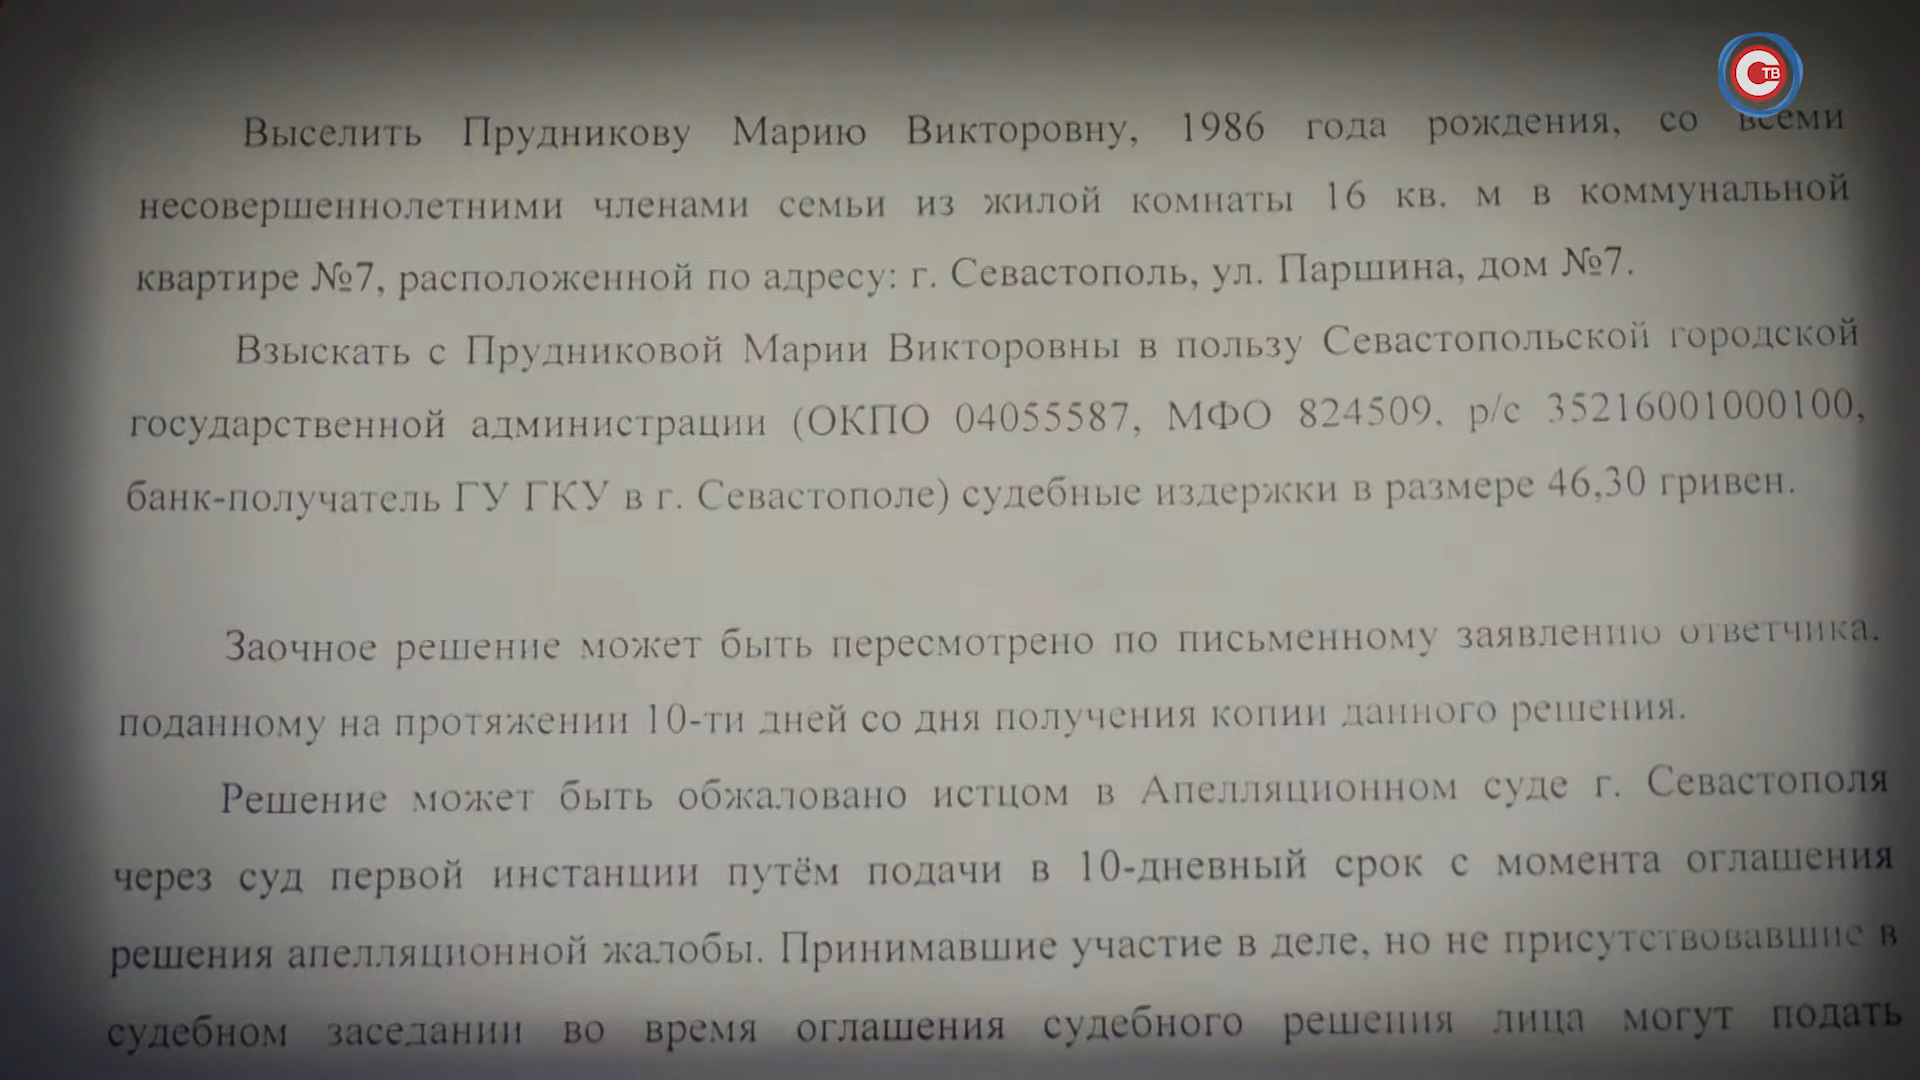 СТВ
Выселить Прудникову Марию Викторовну, 1986 года рождения, со всеми
несовершеннолетними членами семьи из жилой комнаты 16 кв. м в коммунальной
квартире №7, расположенной по адресу: г. Севастополь, ул. Паршина, дом №7.
Взыскать с Прудниковой Марии Викторовны в пользу Севастопольской городской
государственной администрации (ОКПО 04055587, МФО 824509. р/с 35216001000100,
банк-получатель ГУ ГКУ в г. Севастополе) судебные издержки в размере 46,30 гривен.
Заочное решение может быть пересмотрено по письменному заявлению ответчика.
поданному на протяжении 10-ти дней со дня получения копии данного решения.
Решение может быть обжаловано истцом в Апелляционном суде г. Севастополя
через суд первой инстанции путём подачи в 10-дневный срок с момента оглашения
решения апелляционной жалобы. Принимавшие участие в деле, но не присутствовавшие в
судебном заседании во время оглашения судебного решения лица могут подать